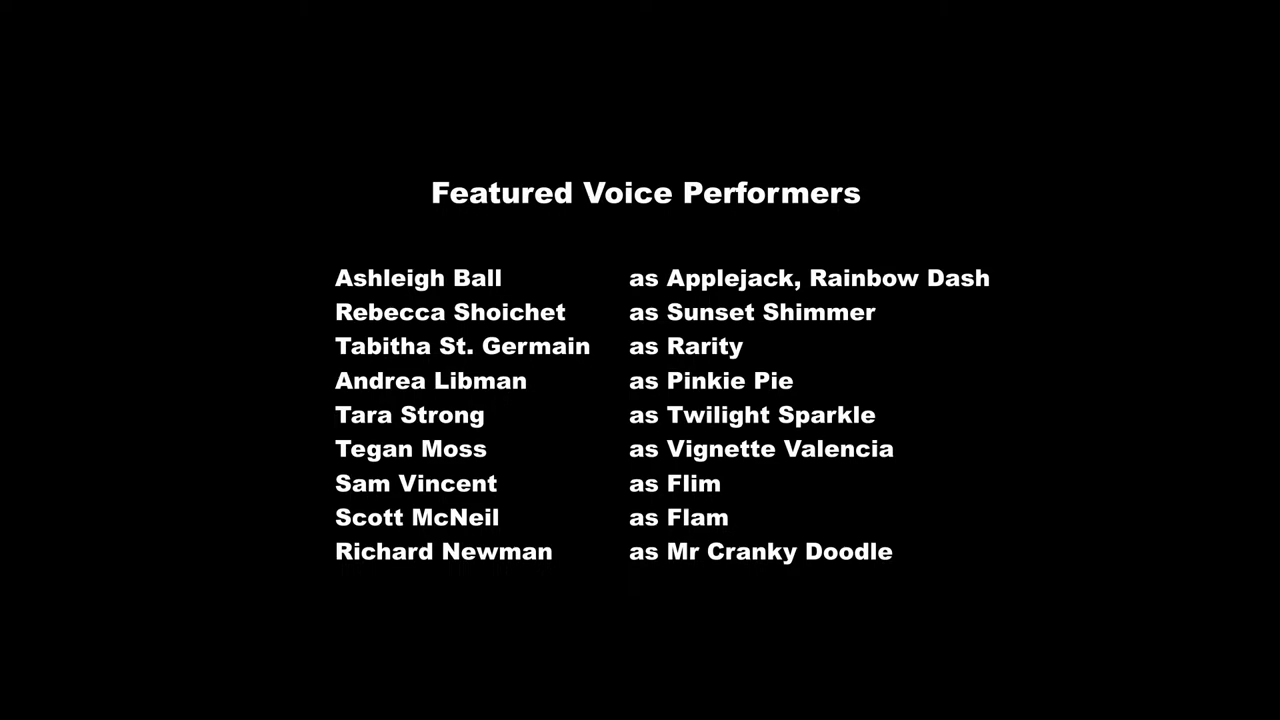 Featured Voice Performers
Ashleigh Ball as Applejack, Rainbow Dash
Rebecca Shoichet as Sunset Shimmer
Tabitha St. Germain as Rarity
Andrea Libman as Pinkie Pie
Tara Strong as Twilight Sparkle
Tegan Moss as Vignette Valencia
Sam Vincent as Flim
Scott McNeil as Flam
Richard Newman as Mr Cranky Doodle